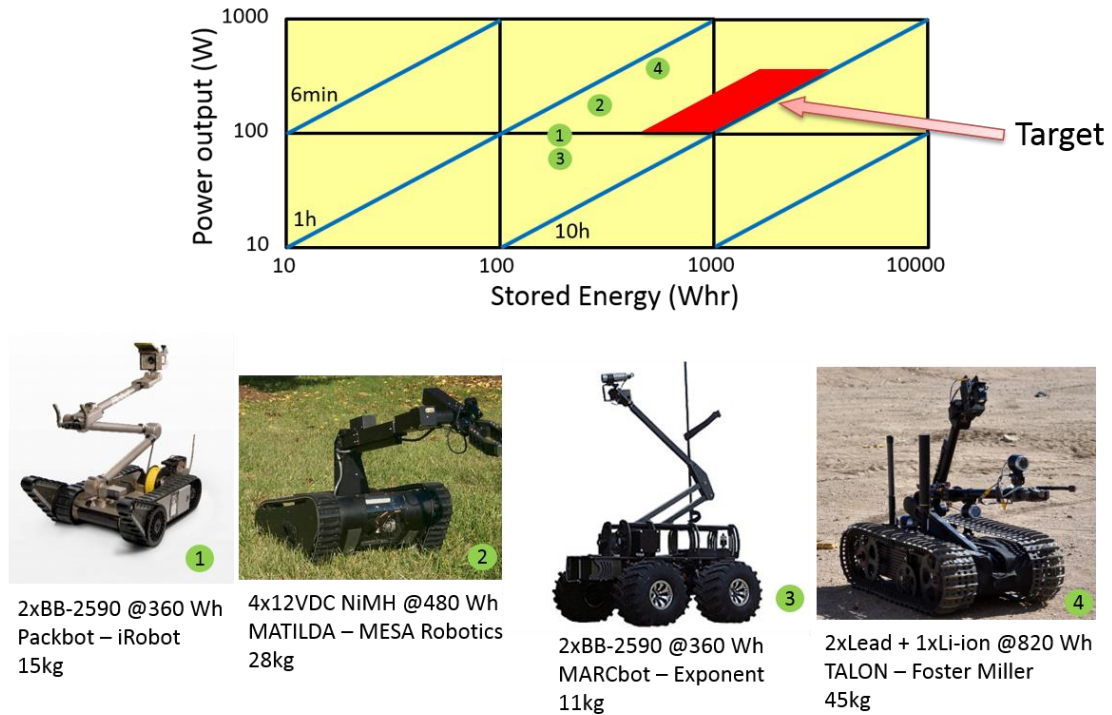 1000
Power output (W)
6min
4
2
100
1
3
Target
1h
10h
10
10
100
1000
10000
Stored Energy (Whr)
1
2
3
4
2xBB-2590 @360 Wh
Packbot – iRobot
15kg
4x12VDC NiMH @480 Wh
MATILDA – MESA Robotics
28kg
2xBB-2590 @360 Wh
MARCbot – Exponent
11kg
2xLead + 1xLi-ion @820 Wh
TALON – Foster Miller
45kg